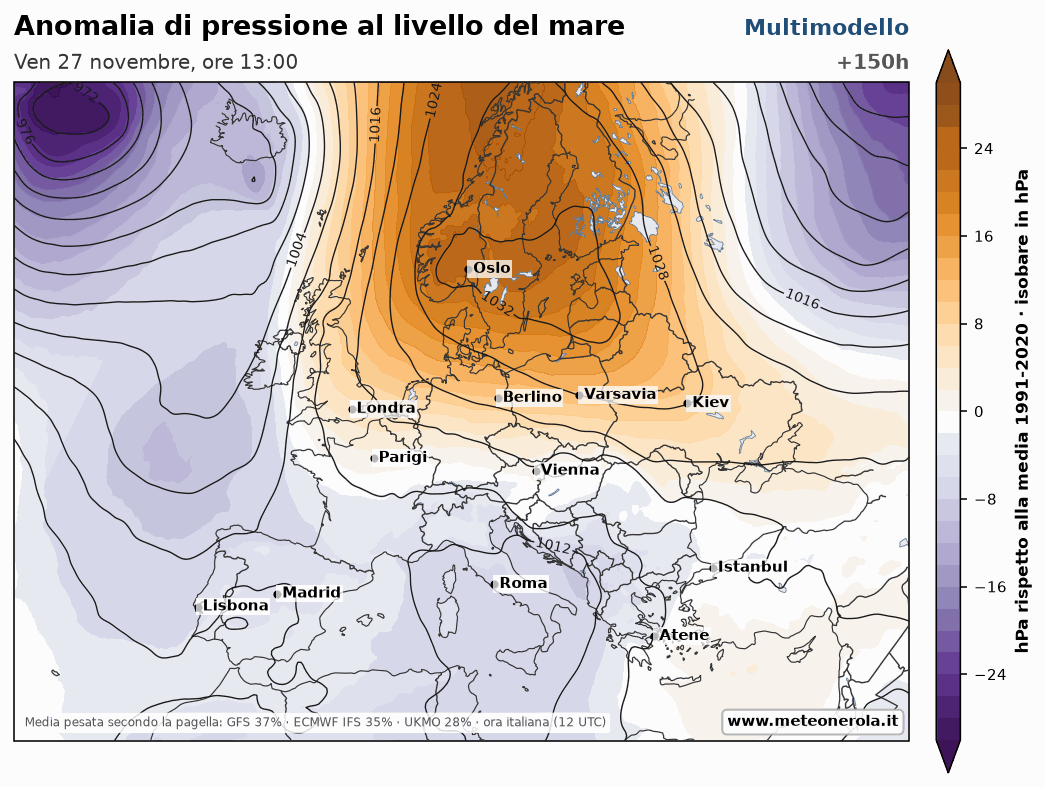 Anomalia di pressione al livello del mare
Multimodello
Ven 27 novembre, ore 13:00
+150h
972
976
1024
1016
1004
1028
1016
Oslo
1032
Londra
Berlino
Varsavia
Kiev
Parigi
Vienna
1012
Istanbul
Roma
Madrid
Lisbona
Atene
Media pesata secondo la pagella: GFS 37% · ECMWF IFS 35% · UKMO 28% · ora italiana (12 UTC)
www.meteonerola.it
24
16
8
0
−8
−16
−24
hPa rispetto alla media 1991-2020 · isobare in hPa